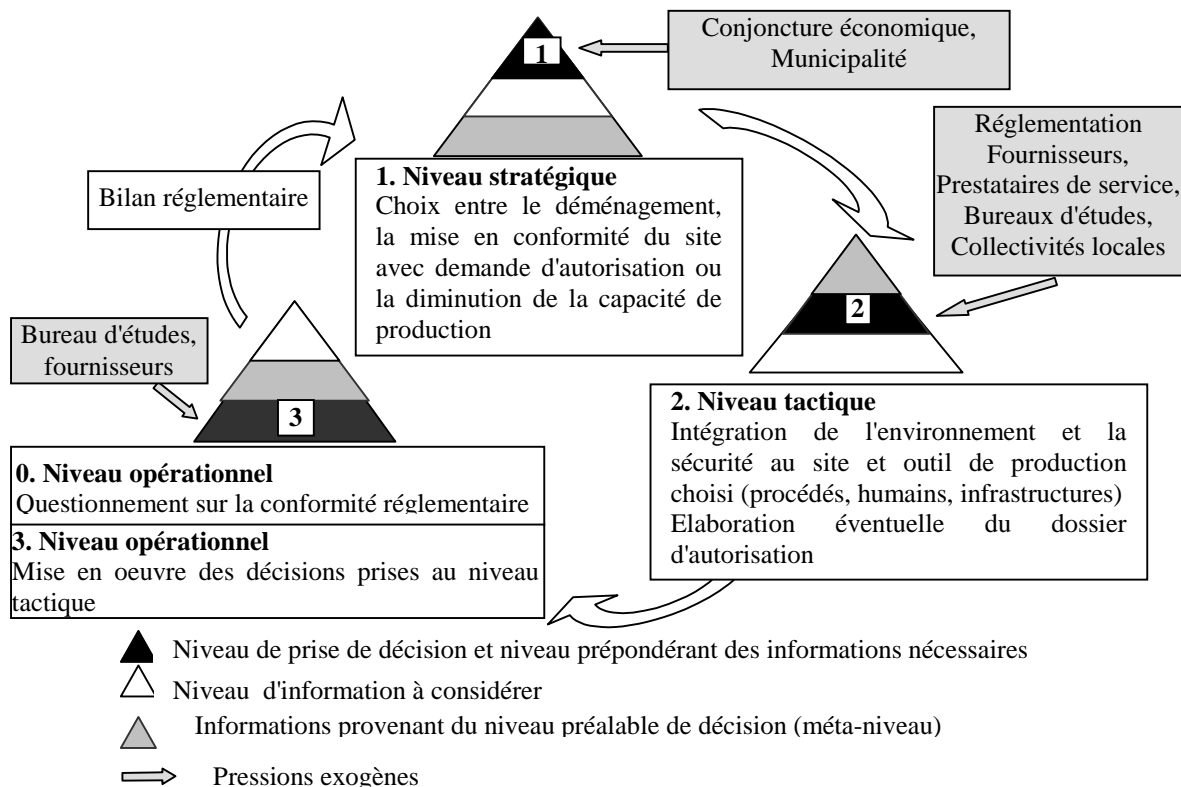 1
Conjoncture économique,
Municipalité
Réglementation
Fournisseurs,
Prestataires de service,
Bureaux d'études,
Collectivités locales
Bilan réglementaire
1. Niveau stratégique
Choix entre le déménagement,
la mise en conformité du site
avec demande d'autorisation ou
la diminution de la capacité de
production
2
Bureau d'études,
fournisseurs
3
2. Niveau tactique
Intégration de l'environnement et la
sécurité au site et outil de production
choisi (procédés, humains, infrastructures)
Elaboration éventuelle du dossier
d'autorisation
0. Niveau opérationnel
Questionnement sur la conformité réglementaire
3. Niveau opérationnel
Mise en oeuvre des décisions prises au niveau
tactique
Niveau de prise de décision et niveau prépondérant des informations nécessaires
Niveau d'information à considérer
Informations provenant du niveau préalable de décision (méta-niveau)
Pressions exogènes